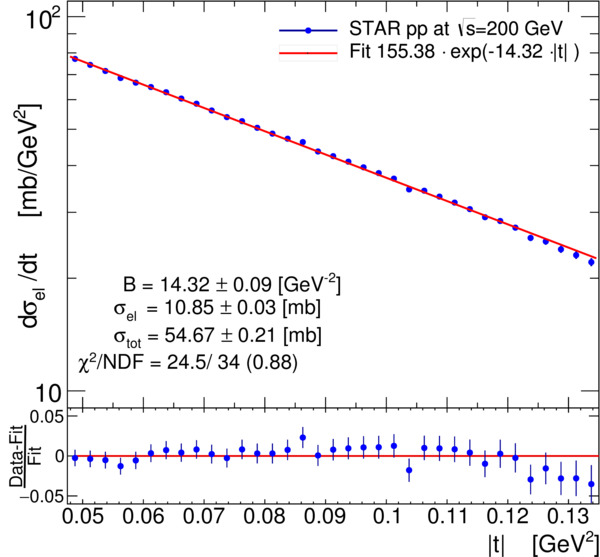 10²
STAR pp at √s=200 GeV
Fit 155.38 · exp(-14.32 ·|t| )
dσel/dt [mb/GeV²]
B = 14.32 ± 0.09 [GeV⁻²]
σel = 10.85 ± 0.03 [mb]
σtot = 54.67 ± 0.21 [mb]
χ²/NDF = 24.5/ 34 (0.88)
10
Data-Fit
Fit
0.05
0
−0.05
0.05 0.06 0.07 0.08 0.09 0.1 0.11 0.12 0.13
|t| [GeV²]